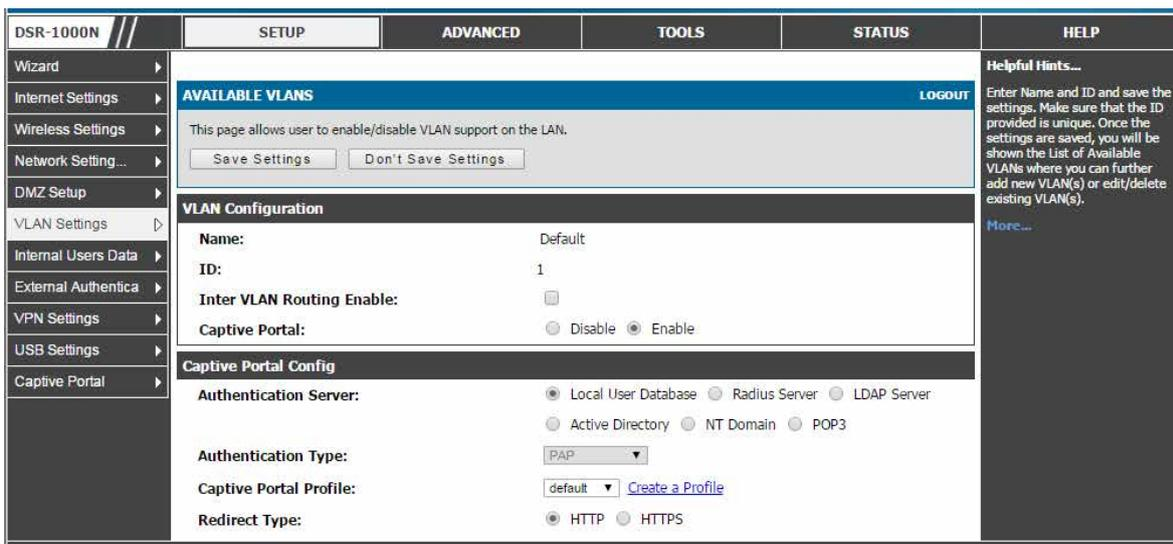 DSR-1000N
SETUP
ADVANCED
TOOLS
STATUS
HELP
Wizard
Internet Settings
Wireless Settings
Network Setting...
DMZ Setup
VLAN Settings
Internal Users Data
External Authentica
VPN Settings
USB Settings
Captive Portal
AVAILABLE VLANS
LOGOUT
This page allows user to enable/disable VLAN support on the LAN.
Save Settings
Don't Save Settings
VLAN Configuration
Name: Default
ID: 1
Inter VLAN Routing Enable:
Captive Portal: Disable Enable
Captive Portal Config
Authentication Server: Local User Database Radius Server LDAP Server
Active Directory NT Domain POP3
Authentication Type: PAP
Captive Portal Profile: default Create a Profile
Redirect Type: HTTP HTTPS
Helpful Hints...
Enter Name and ID and save the
settings. Make sure that the ID
provided is unique. Once the
settings are saved, you will be
shown the List of Available
VLANs where you can further
add new VLAN(s) or edit/delete
existing VLAN(s).
More...